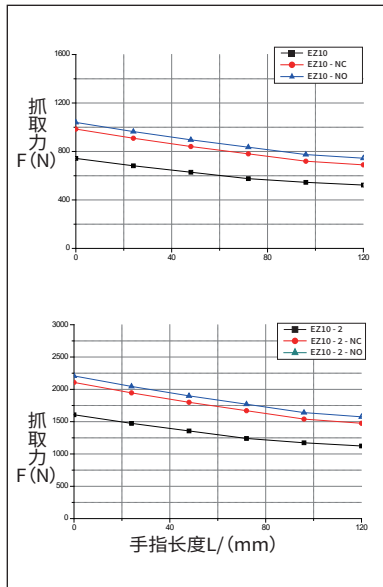 1600
1200
800
400
0
抓取力
F(N)
EZ10
EZ10 - NC
EZ10 - NO
0 40 80 120
3000
2500
2000
1500
1000
500
0
抓取力
F(N)
EZ10 - 2
EZ10 - 2 - NC
EZ10 - 2 - NO
0 40 80 120
手指长度L/(mm)